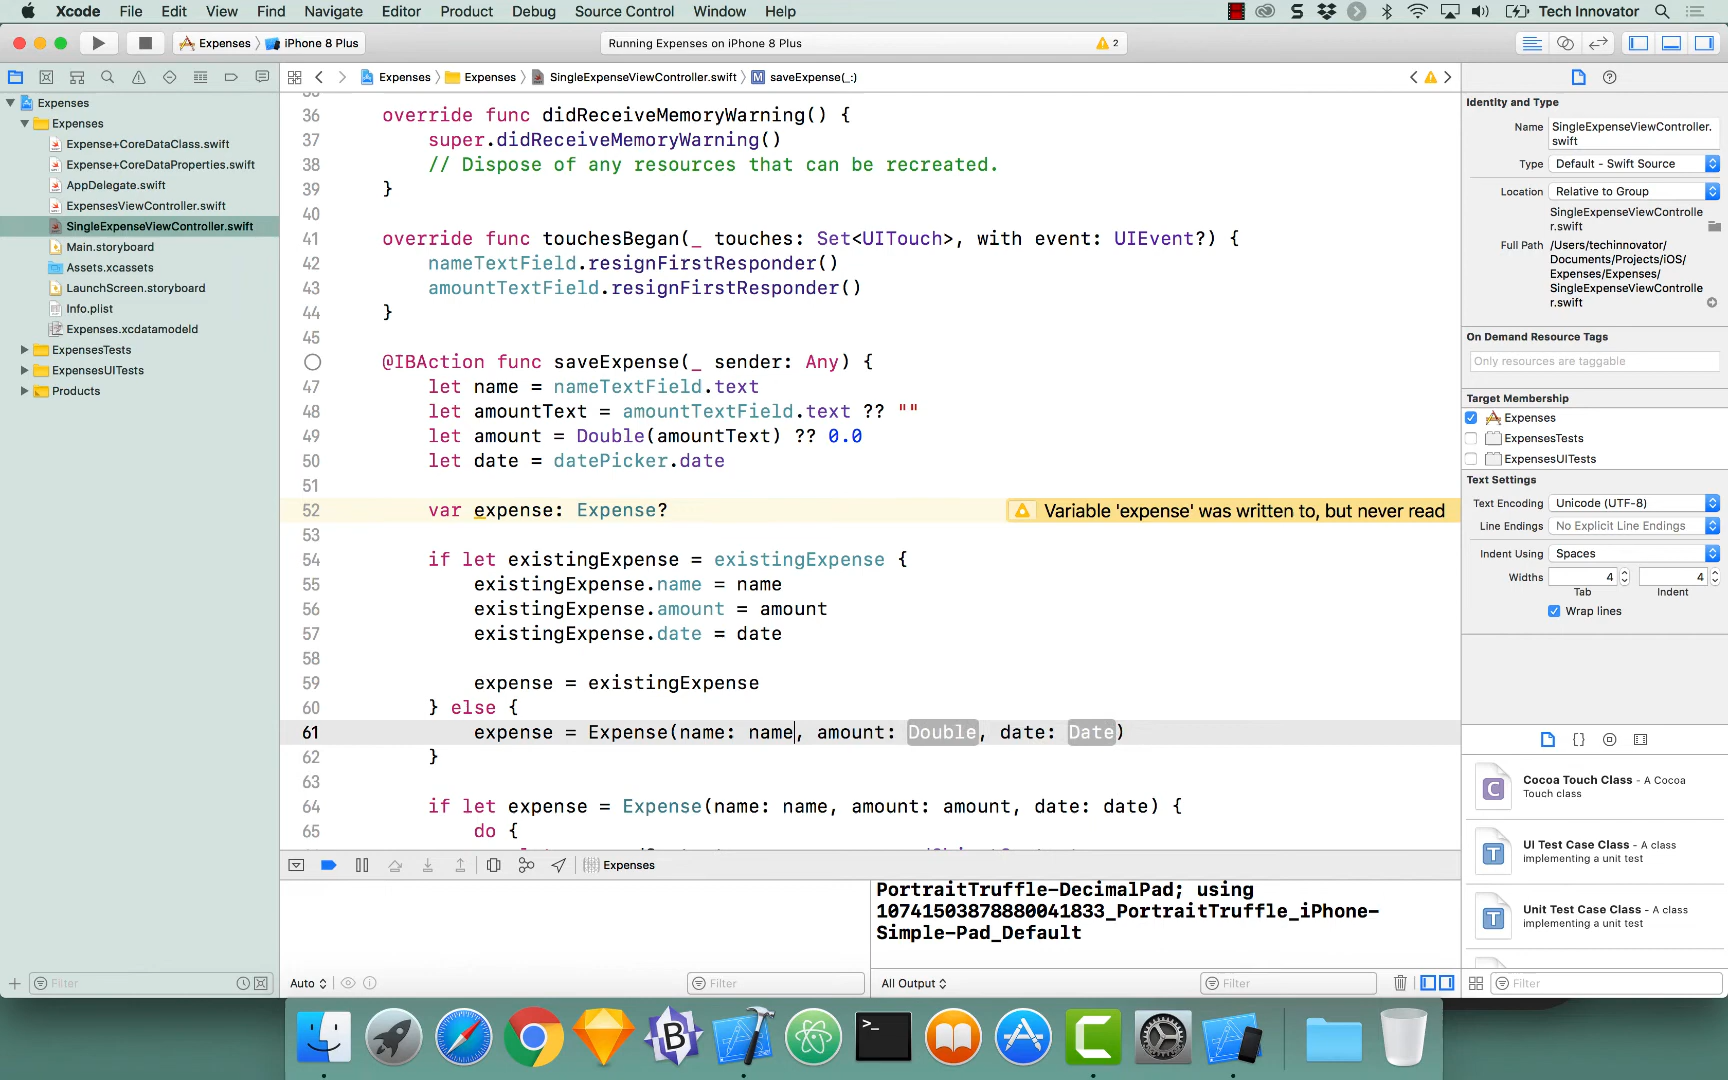 Xcode File Edit View Find Navigate Editor Product Debug Source Control Window Help Tech Innovator
Expenses iPhone 8 Plus Running Expenses on iPhone 8 Plus 2
Expenses Expenses SingleExpenseViewController.swift M saveExpense(_:)
Expenses
Expenses
Expense+CoreDataClass.swift
Expense+CoreDataProperties.swift
AppDelegate.swift
ExpensesViewController.swift
SingleExpenseViewController.swift
Main.storyboard
Assets.xcassets
LaunchScreen.storyboard
Info.plist
Expenses.xcdatamodeld
ExpensesTests
ExpensesUITests
Products
Filter
36 override func didReceiveMemoryWarning() {
37 super.didReceiveMemoryWarning()
38 // Dispose of any resources that can be recreated.
39 }
40
41 override func touchesBegan(_ touches: Set<UITouch>, with event: UIEvent?) {
42 nameTextField.resignFirstResponder()
43 amountTextField.resignFirstResponder()
44 }
45
@IBAction func saveExpense(_ sender: Any) {
47 let name = nameTextField.text
48 let amountText = amountTextField.text ?? ""
49 let amount = Double(amountText) ?? 0.0
50 let date = datePicker.date
51
52 var expense: Expense? Variable 'expense' was written to, but never read
53
54 if let existingExpense = existingExpense {
55 existingExpense.name = name
56 existingExpense.amount = amount
57 existingExpense.date = date
58
59 expense = existingExpense
60 } else {
61 expense = Expense(name: name, amount: Double, date: Date)
62 }
63
64 if let expense = Expense(name: name, amount: amount, date: date) {
65 do {
Expenses
PortraitTruffle-DecimalPad; using
10741503878880041833_PortraitTruffle_iPhone-
Simple-Pad_Default
Auto Filter All Output Filter
Identity and Type
Name SingleExpenseViewController.
swift
Type Default - Swift Source
Location Relative to Group
SingleExpenseViewControlle
r.swift
Full Path /Users/techinnovator/
Documents/Projects/iOS/
Expenses/Expenses/
SingleExpenseViewControlle
r.swift
On Demand Resource Tags
Only resources are taggable
Target Membership
Expenses
ExpensesTests
ExpensesUITests
Text Settings
Text Encoding Unicode (UTF-8)
Line Endings No Explicit Line Endings
Indent Using Spaces
Widths 4 4
Tab Indent
Wrap lines
{}
C Cocoa Touch Class - A Cocoa
Touch class
T UI Test Case Class - A class
implementing a unit test
T Unit Test Case Class - A class
implementing a unit test
Filter